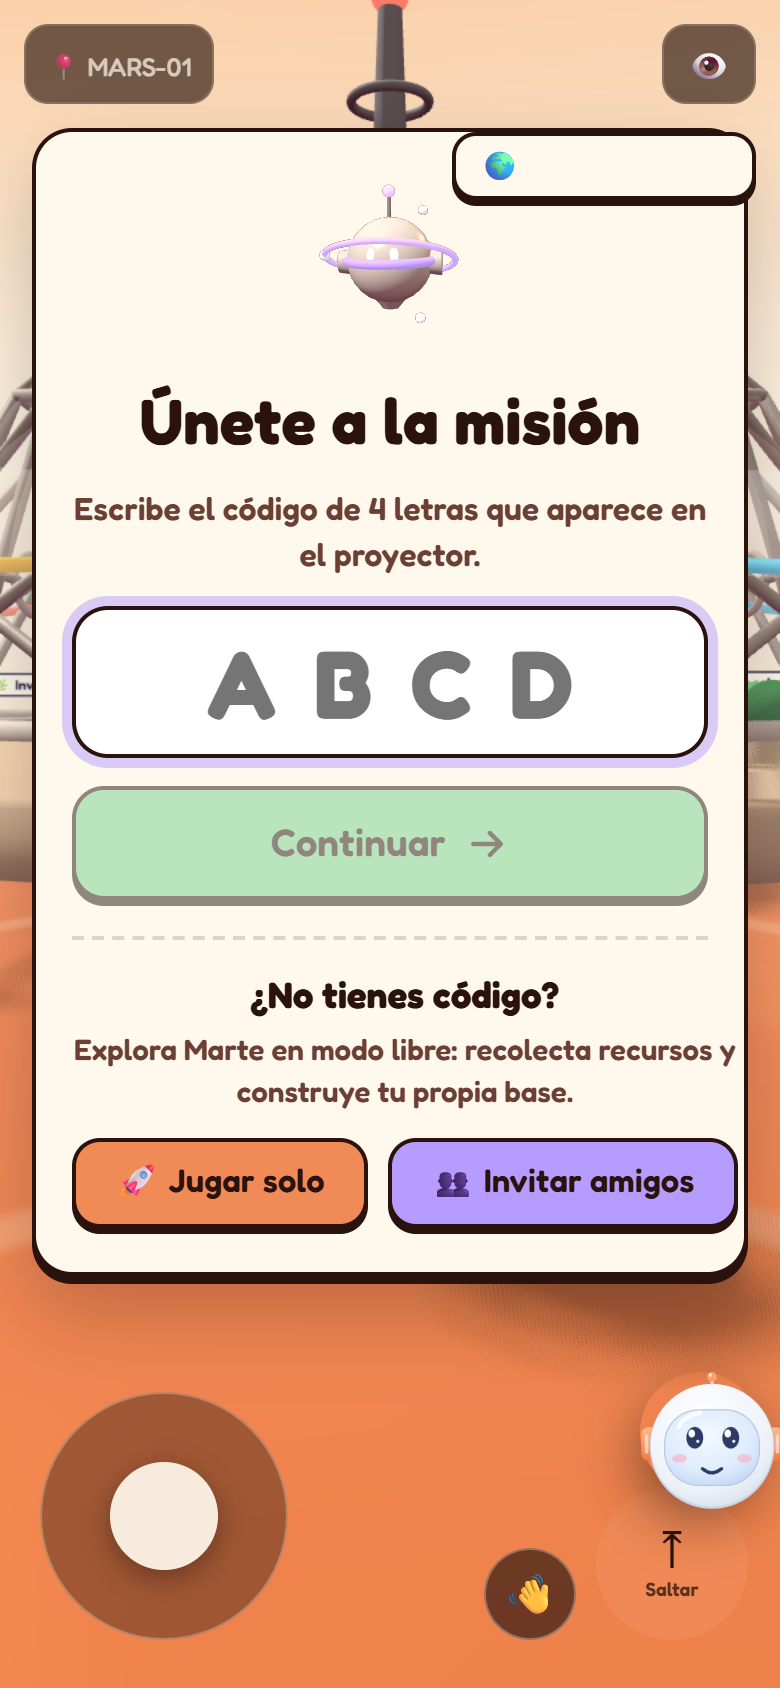 MARS-01
Únete a la misión
Escribe el código de 4 letras que aparece en
el proyector.
A B C D
Continuar →
¿No tienes código?
Explora Marte en modo libre: recolecta recursos y
construye tu propia base.
Jugar solo
Invitar amigos
Saltar